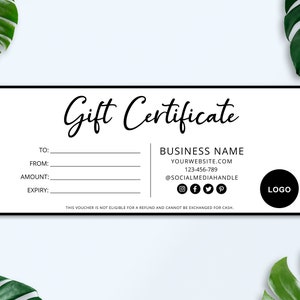 Gift Certificate
TO:
FROM:
AMOUNT:
EXPIRY:
BUSINESS NAME
YOURWEBSITE.COM
123-456-789
@SOCIALMEDIAHANDLE
LOGO
THIS VOUCHER IS NOT ELIGIBLE FOR A REFUND AND CANNOT BE EXCHANGED FOR CASH.